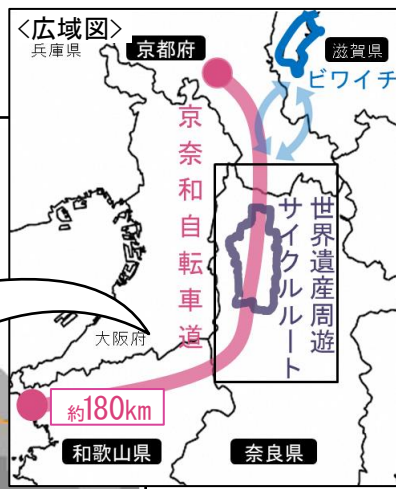 <広域図>
兵庫県
京都府
滋賀県
ビワイチ
京奈和自転車道
世界遺産周遊
サイクルルート
大阪府
約180km
和歌山県
奈良県